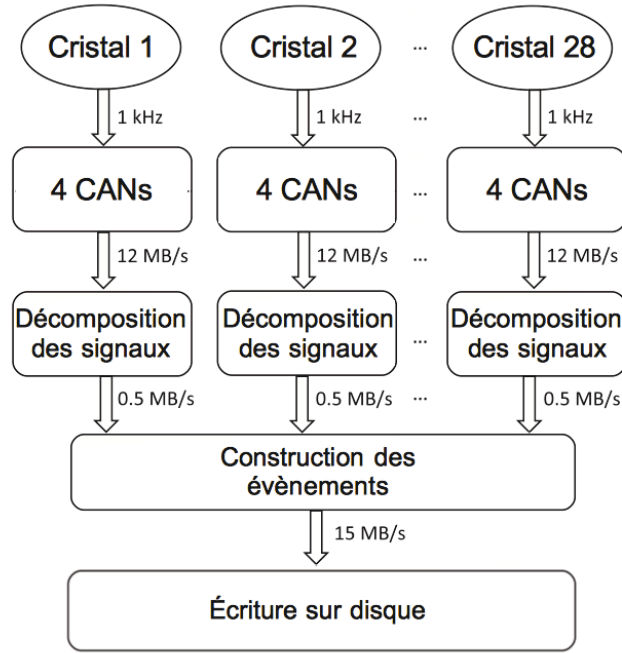 Cristal 1 Cristal 2 ... Cristal 28
1 kHz 1 kHz ... 1 kHz
4 CANs 4 CANs ... 4 CANs
12 MB/s 12 MB/s ... 12 MB/s
Décomposition Décomposition Décomposition
des signaux des signaux ... des signaux
0.5 MB/s 0.5 MB/s ... 0.5 MB/s
Construction des
évènements
15 MB/s
Écriture sur disque